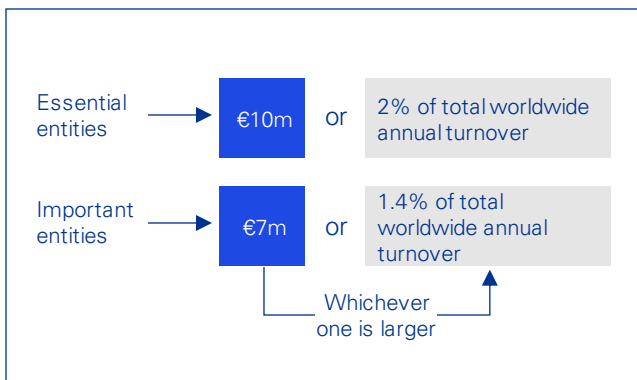 Essential
entities
€10m
or
2% of total worldwide
annual turnover
Important
entities
€7m
or
1.4% of total
worldwide annual
turnover
Whichever
one is larger